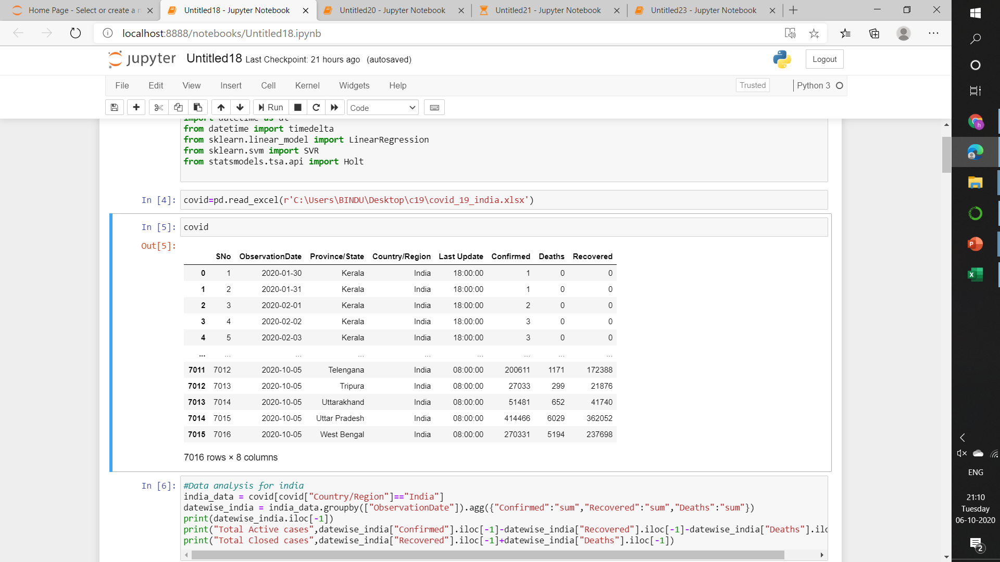 Home Page - Select or create a n
Untitled18 - Jupyter Notebook
Untitled20 - Jupyter Notebook
Untitled21 - Jupyter Notebook
Untitled23 - Jupyter Notebook
localhost:8888/notebooks/Untitled18.ipynb
jupyter Untitled18 Last Checkpoint: 21 hours ago (autosaved)
Logout
File Edit View Insert Cell Kernel Widgets Help
Trusted
Python 3
Run
Code
import datetime as dt
from datetime import timedelta
from sklearn.linear_model import LinearRegression
from sklearn.svm import SVR
from statsmodels.tsa.api import Holt
In [4]: covid=pd.read_excel(r'C:\Users\BINDU\Desktop\c19\covid_19_india.xlsx')
In [5]: covid
Out[5]:
SNo ObservationDate Province/State Country/Region Last Update Confirmed Deaths Recovered
0 1 2020-01-30 Kerala India 18:00:00 1 0 0
1 2 2020-01-31 Kerala India 18:00:00 1 0 0
2 3 2020-02-01 Kerala India 18:00:00 2 0 0
3 4 2020-02-02 Kerala India 18:00:00 3 0 0
4 5 2020-02-03 Kerala India 18:00:00 3 0 0
... ... ... ... ... ... ... ... ...
7011 7012 2020-10-05 Telengana India 08:00:00 200611 1171 172388
7012 7013 2020-10-05 Tripura India 08:00:00 27033 299 21876
7013 7014 2020-10-05 Uttarakhand India 08:00:00 51481 652 41740
7014 7015 2020-10-05 Uttar Pradesh India 08:00:00 414466 6029 362052
7015 7016 2020-10-05 West Bengal India 08:00:00 270331 5194 237698
7016 rows × 8 columns
In [6]: #Data analysis for india
india_data = covid[covid["Country/Region"]=="India"]
datewise_india = india_data.groupby(["ObservationDate"]).agg({"Confirmed":"sum","Recovered":"sum","Deaths":"sum"})
print(datewise_india.iloc[-1])
print("Total Active cases",datewise_india["Confirmed"].iloc[-1]-datewise_india["Recovered"].iloc[-1]-datewise_india["Deaths"].ilo
print("Total Closed cases",datewise_india["Recovered"].iloc[-1]+datewise_india["Deaths"].iloc[-1])
h
P
X
ENG
21:10
Tuesday
06-10-2020
2